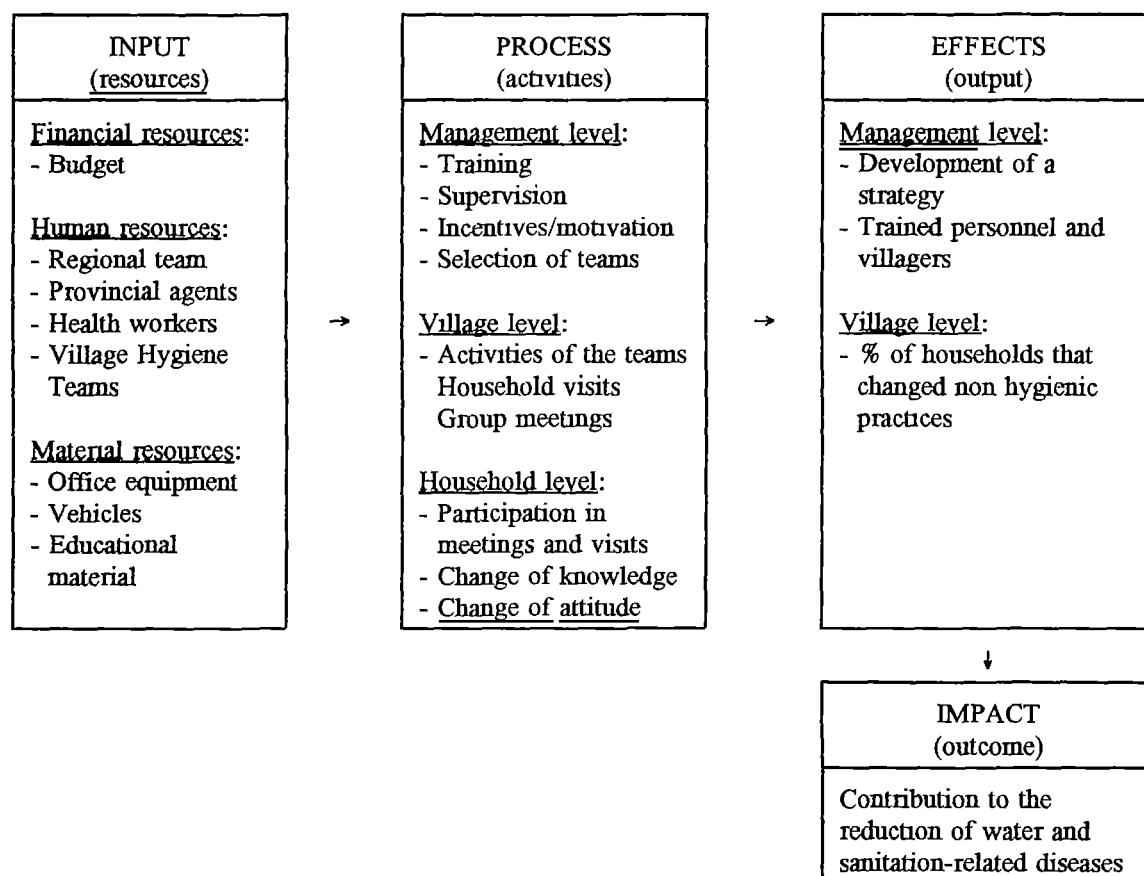 INPUT
(resources)
Financial resources:
- Budget
Human resources:
- Regional team
- Provincial agents
- Health workers
- Village Hygiene
Teams
Material resources:
- Office equipment
- Vehicles
- Educational
material
→
PROCESS
(activities)
Management level:
- Training
- Supervision
- Incentives/motivation
- Selection of teams
Village level:
- Activities of the teams
Household visits
Group meetings
Household level:
- Participation in
meetings and visits
- Change of knowledge
- Change of attitude
→
EFFECTS
(output)
Management level:
- Development of a
strategy
- Trained personnel and
villagers
Village level:
- % of households that
changed non hygienic
practices
↓
IMPACT
(outcome)
Contribution to the
reduction of water and
sanitation-related diseases